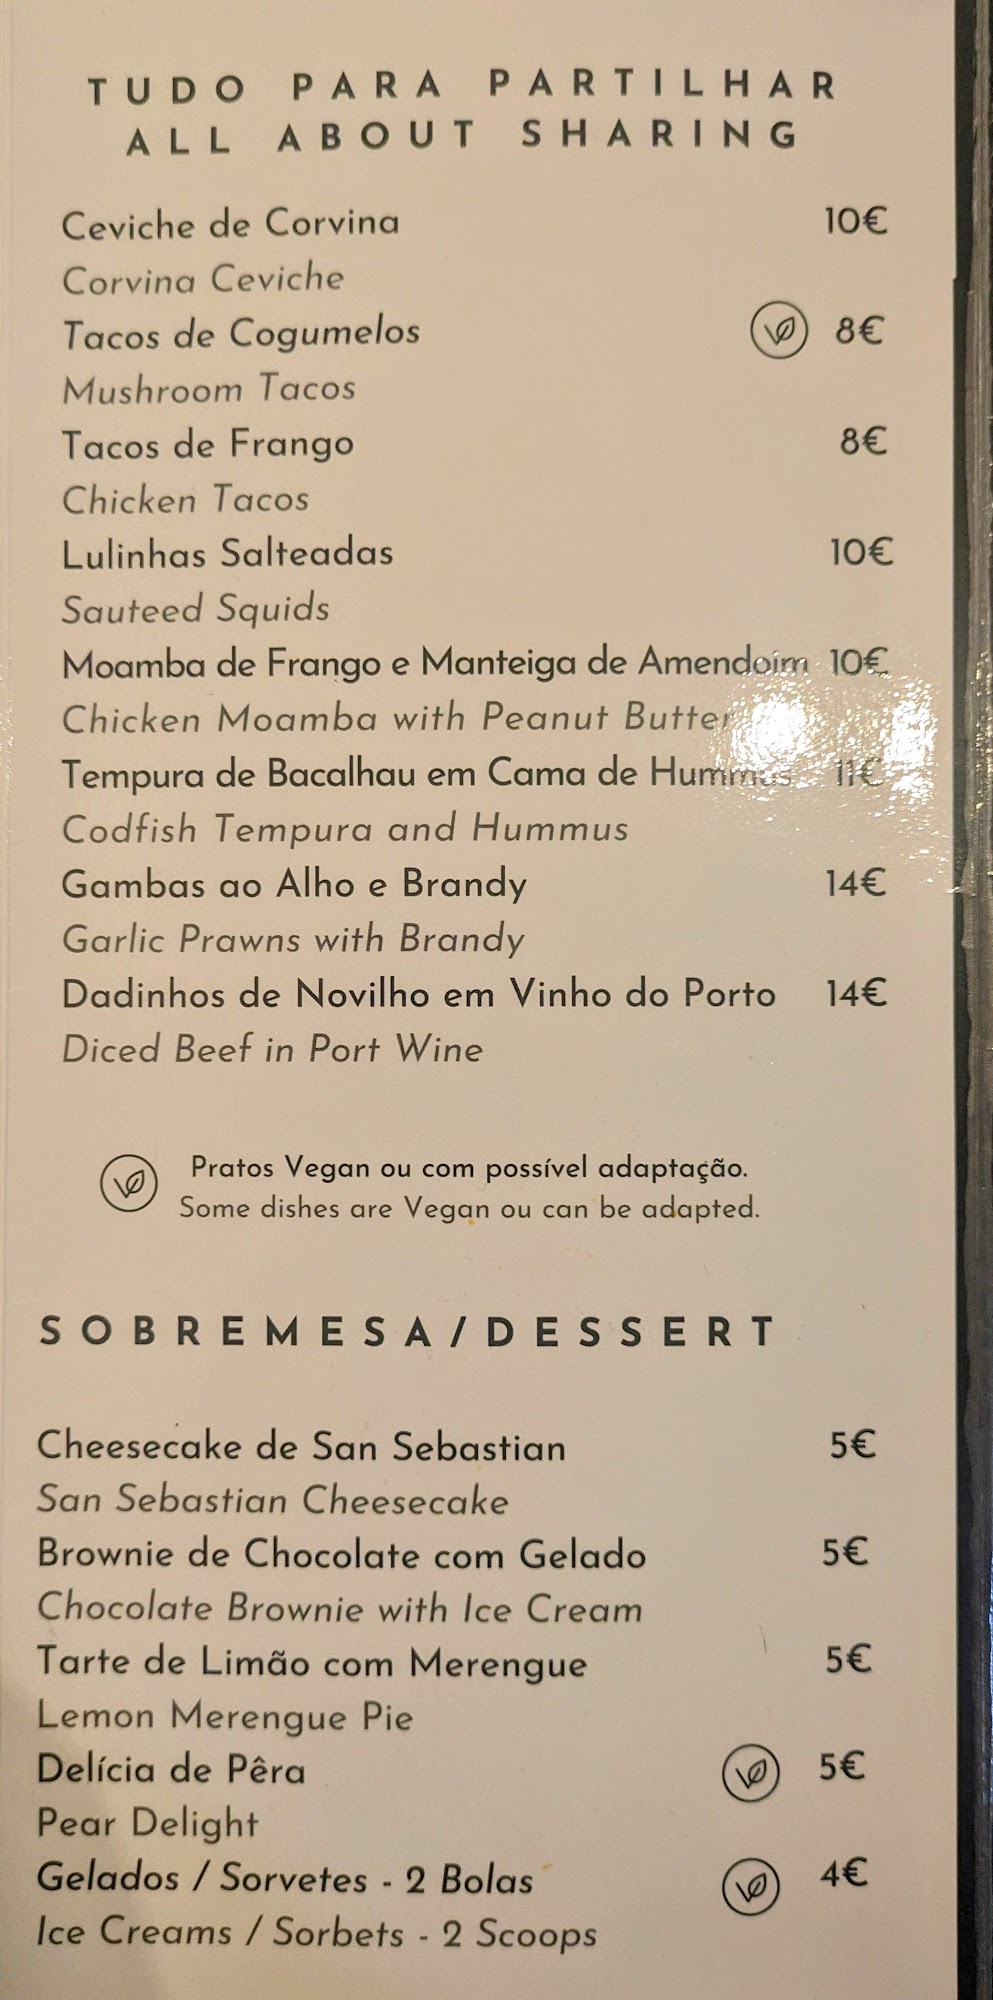 TUDO PARA PARTILHAR
ALL ABOUT SHARING
Ceviche de Corvina 10€
Corvina Ceviche
Tacos de Cogumelos V 8€
Mushroom Tacos
Tacos de Frango 8€
Chicken Tacos
Lulinhas Salteadas 10€
Sauteed Squids
Moamba de Frango e Manteiga de Amendoim 10€
Chicken Moamba with Peanut Butter
Tempura de Bacalhau em Cama de Hummus 11€
Codfish Tempura and Hummus
Gambas ao Alho e Brandy 14€
Garlic Prawns with Brandy
Dadinhos de Novilho em Vinho do Porto 14€
Diced Beef in Port Wine
V Pratos Vegan ou com possível adaptação.
Some dishes are Vegan ou can be adapted.
SOBREMESA/DESSERT
Cheesecake de San Sebastian 5€
San Sebastian Cheesecake
Brownie de Chocolate com Gelado 5€
Chocolate Brownie with Ice Cream
Tarte de Limão com Merengue 5€
Lemon Merengue Pie
Delícia de Pêra V 5€
Pear Delight
Gelados / Sorvetes - 2 Bolas V 4€
Ice Creams / Sorbets - 2 Scoops